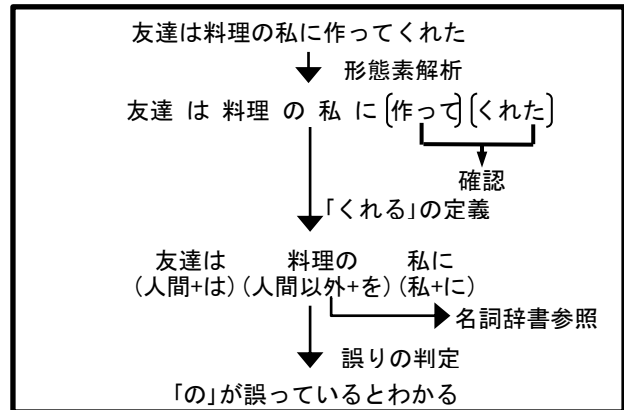 友達は料理の私に作ってくれた
形態素解析
友達 は 料理 の 私 に [作って] [くれた]
確認
「くれる」の定義
友達は 料理の 私に
(人間+は) (人間以外+を) (私+に)
名詞辞書参照
誤りの判定
「の」が誤っているとわかる